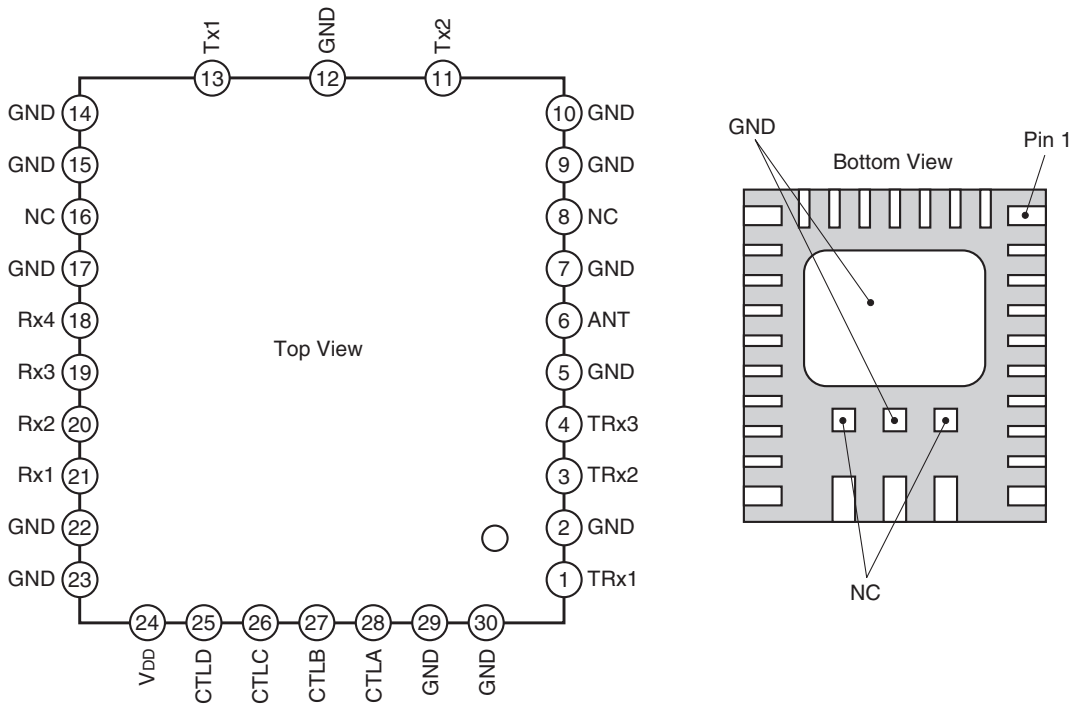 Tx1
GND
Tx2
13
12
11
GND 14
10 GND
GND 15
9 GND
NC 16
8 NC
GND 17
7 GND
Rx4 18
6 ANT
Rx3 19
5 GND
Rx2 20
4 TRx3
Rx1 21
3 TRx2
GND 22
2 GND
GND 23
1 TRx1
Top View
24
25
26
27
28
29
30
VDD
CTLD
CTLC
CTLB
CTLA
GND
GND
GND
Bottom View
Pin 1
NC